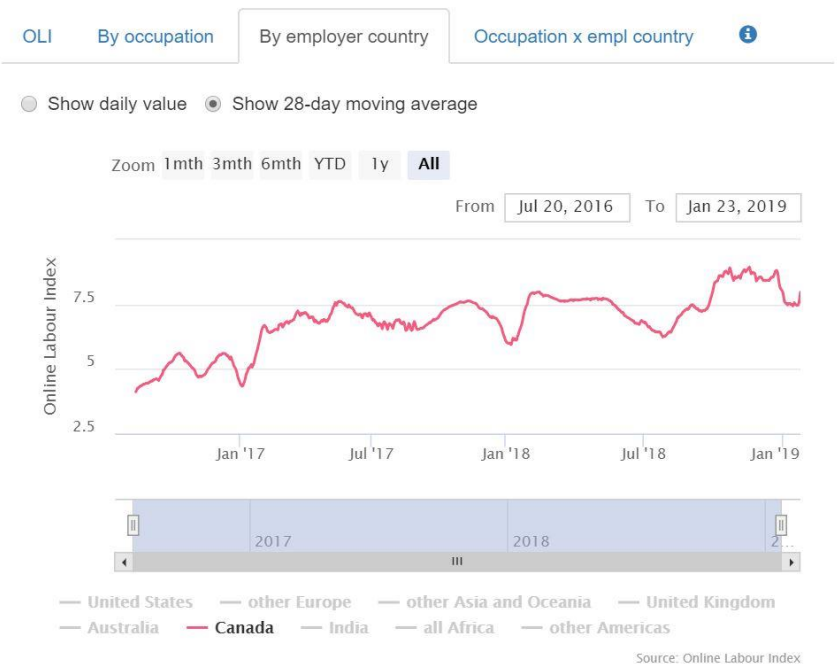 OLI By occupation By employer country Occupation x empl country i
Show daily value Show 28-day moving average
Zoom 1mth 3mth 6mth YTD 1y All
From Jul 20, 2016 To Jan 23, 2019
Online Labour Index
7.5
5
2.5
Jan '17 Jul '17 Jan '18 Jul '18 Jan '19
2017 2018 2...
United States other Europe other Asia and Oceania United Kingdom
Australia Canada India all Africa other Americas
Source: Online Labour Index